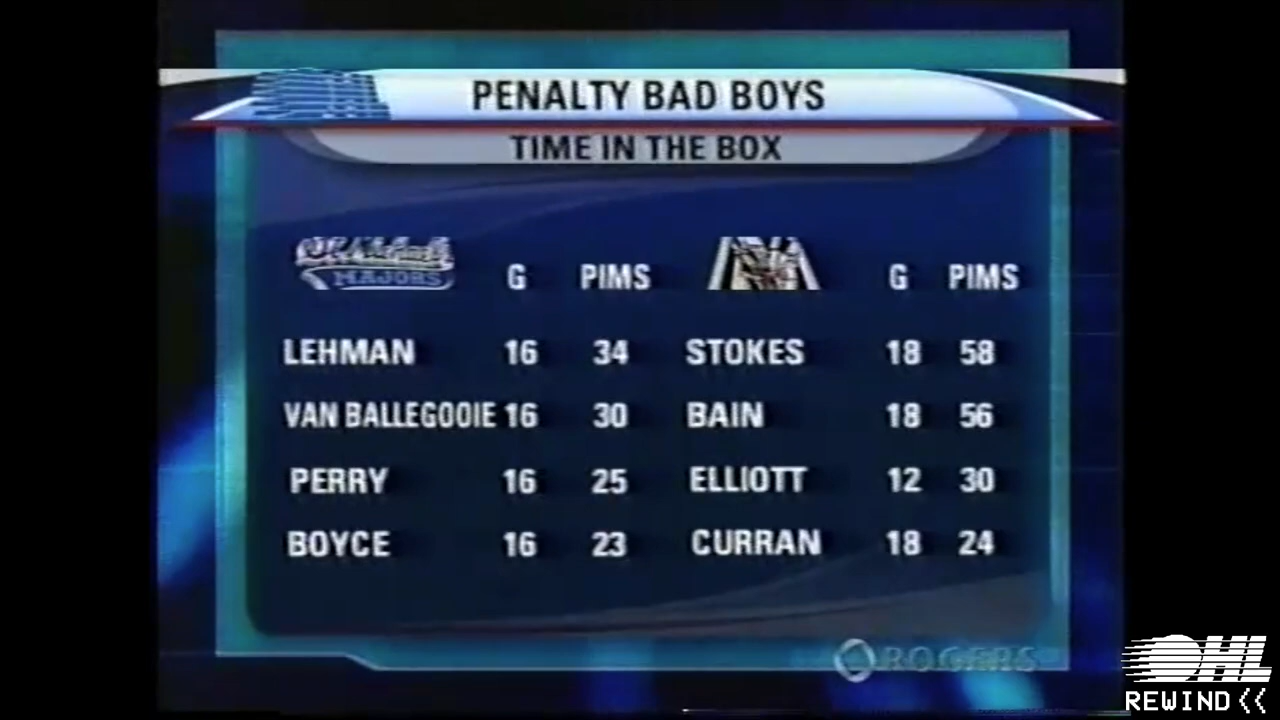 PENALTY BAD BOYS
TIME IN THE BOX
MAJORS G PIMS G PIMS
LEHMAN 16 34 STOKES 18 58
VAN BALLEGOOIE 16 30 BAIN 18 56
PERRY 16 25 ELLIOTT 12 30
BOYCE 16 23 CURRAN 18 24
ROGERS
OHL
REWIND <<